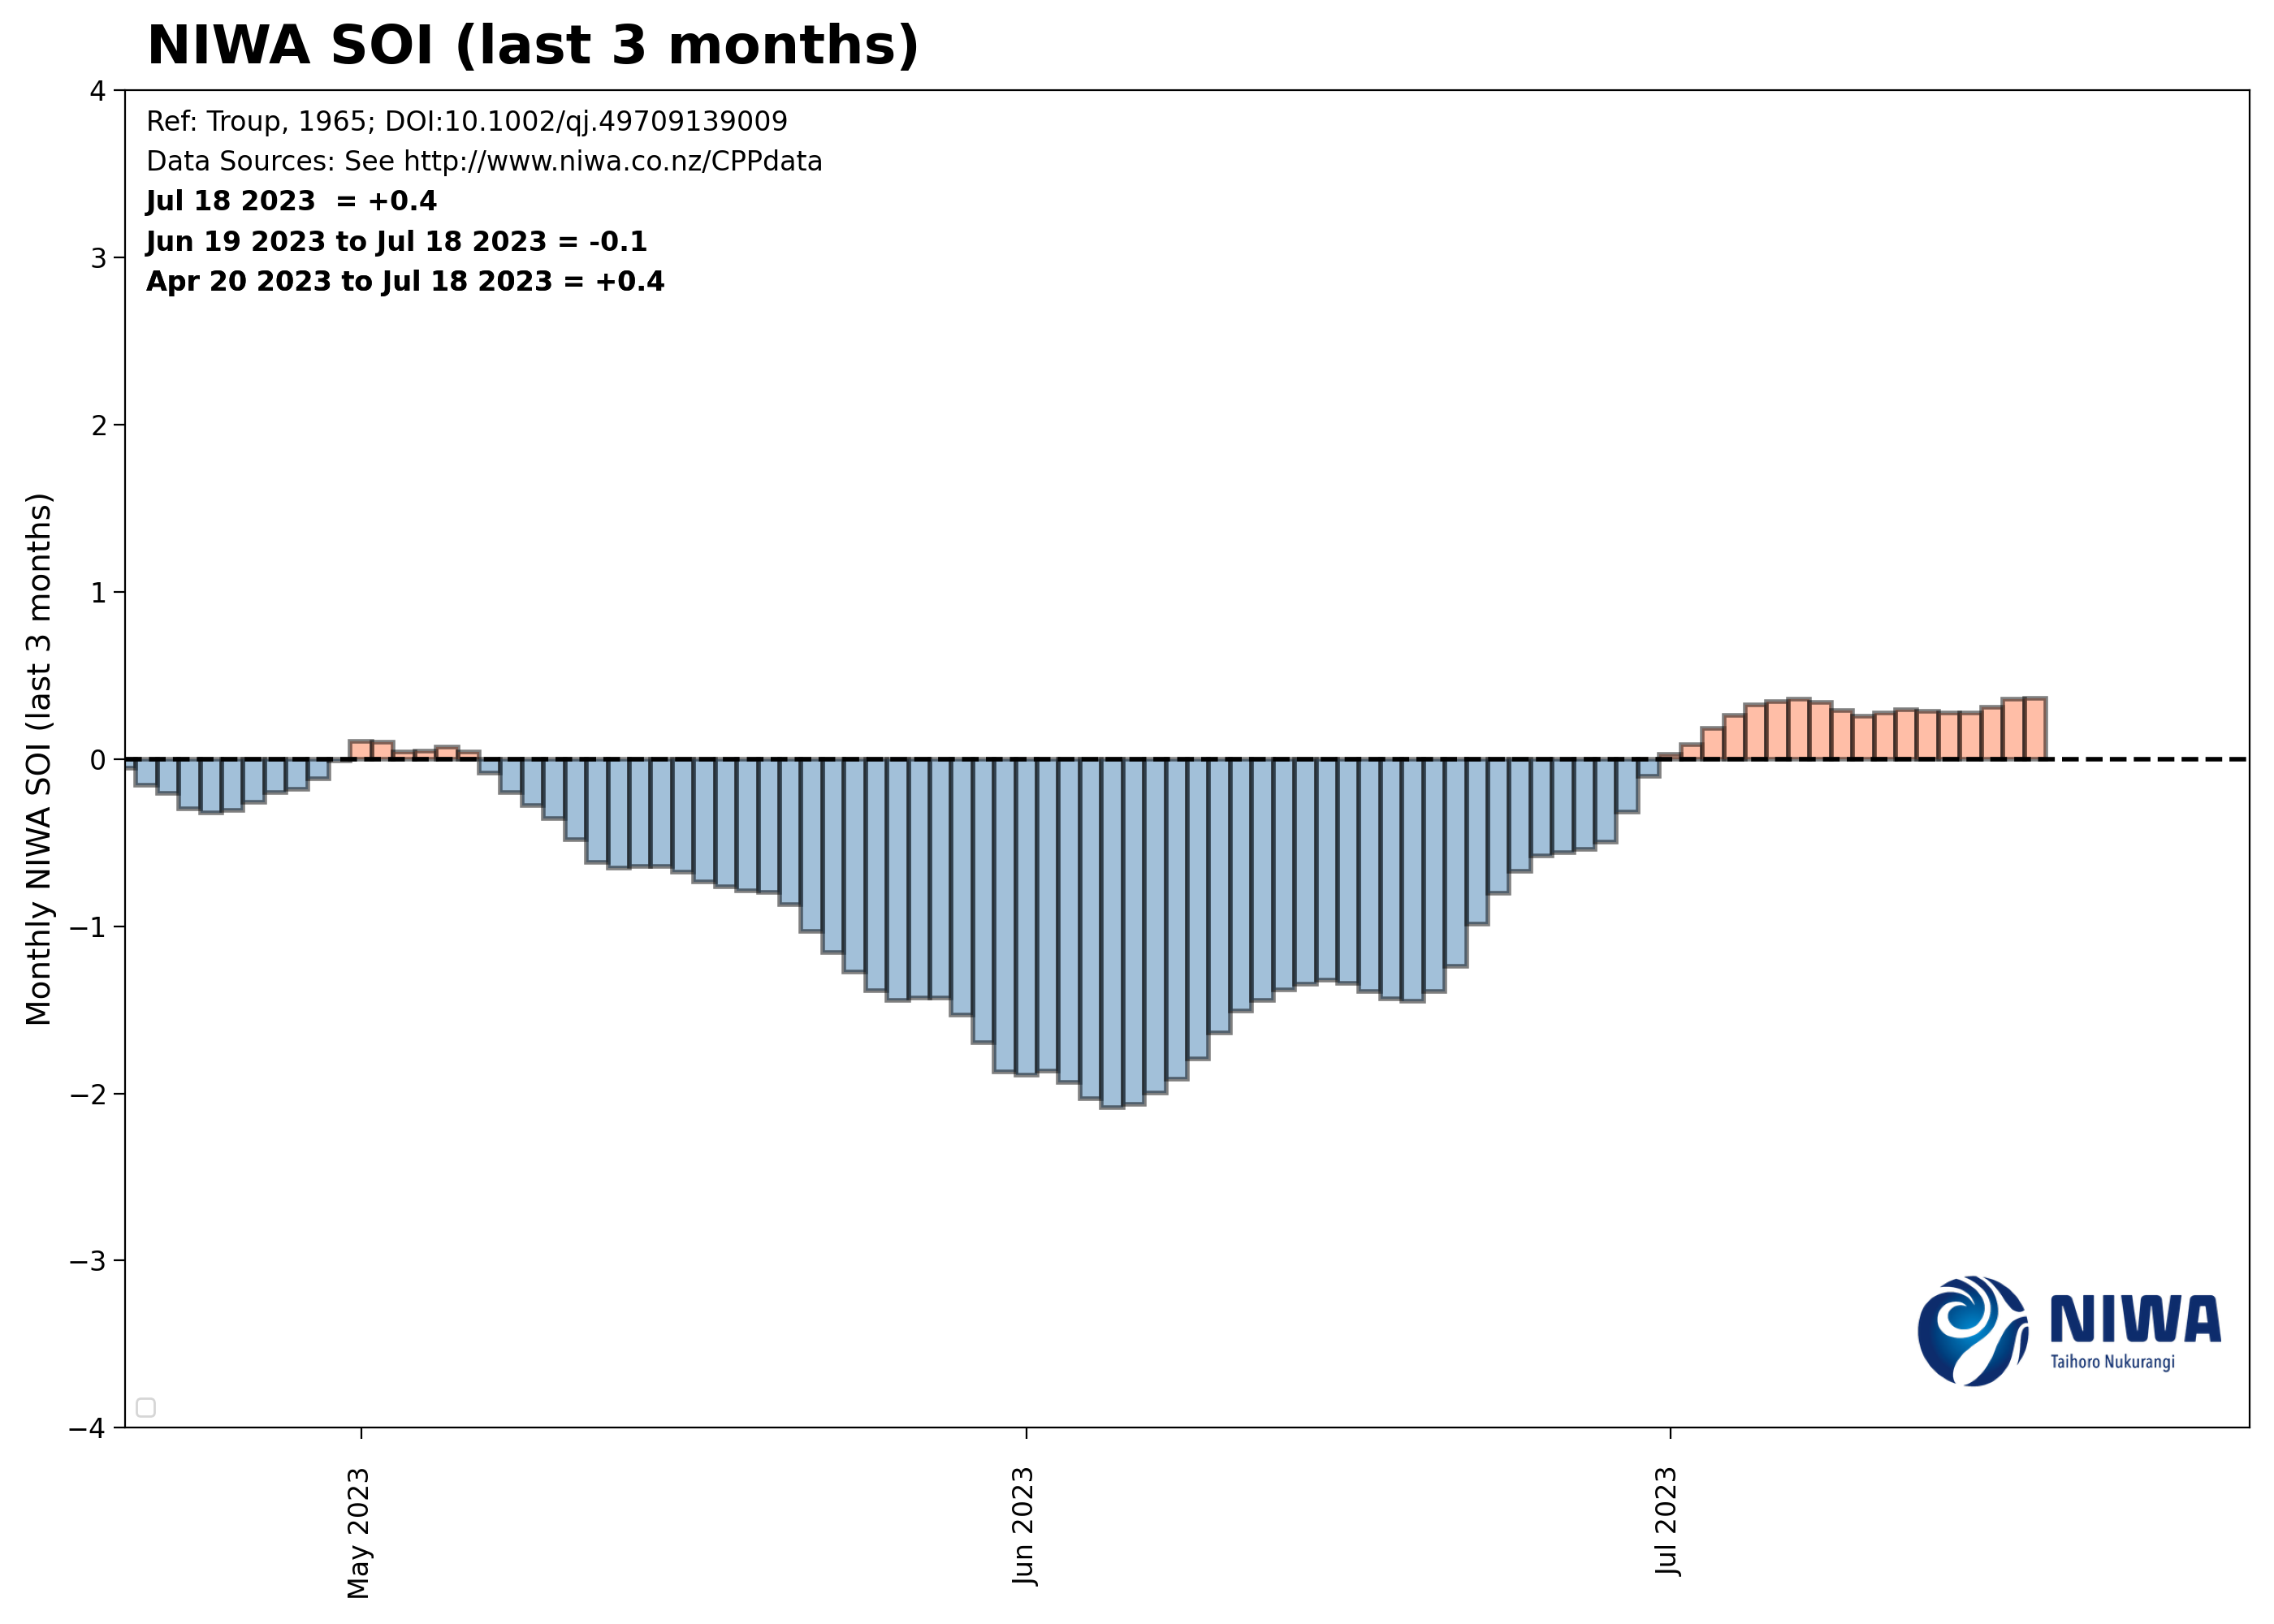 NIWA SOI (last 3 months)
Ref: Troup, 1965; DOI:10.1002/qj.49709139009
Data Sources: See http://www.niwa.co.nz/CPPdata
Jul 18 2023  = +0.4
Jun 19 2023 to Jul 18 2023 = -0.1
Apr 20 2023 to Jul 18 2023 = +0.4
Monthly NIWA SOI (last 3 months)
4
3
2
1
0
−1
−2
−3
−4
May 2023
Jun 2023
Jul 2023
NIWA
Taihoro Nukurangi